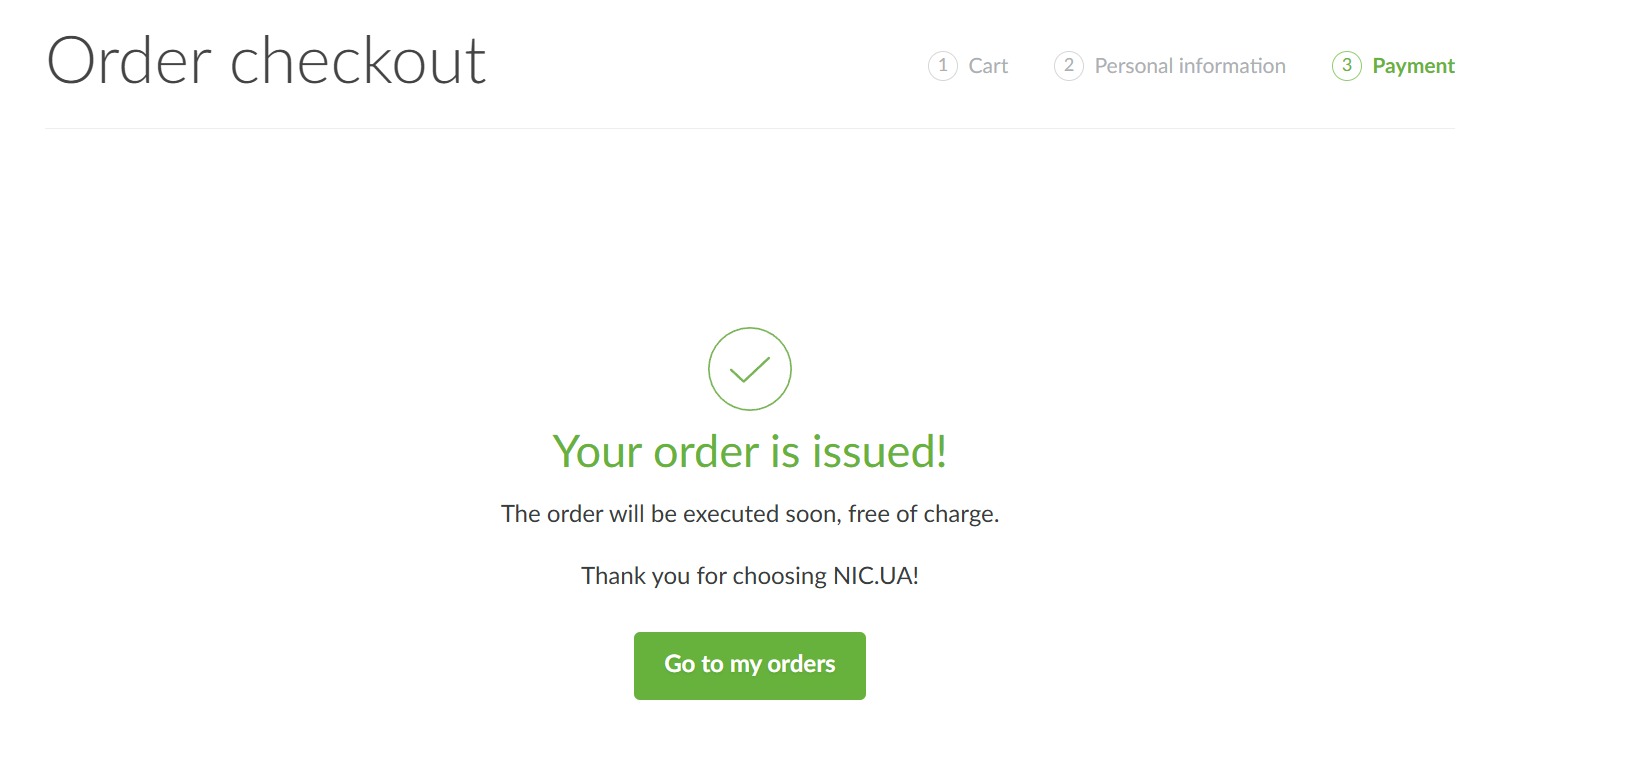 Order checkout
1 Cart 2 Personal information 3 Payment
Your order is issued!
The order will be executed soon, free of charge.
Thank you for choosing NIC.UA!
Go to my orders